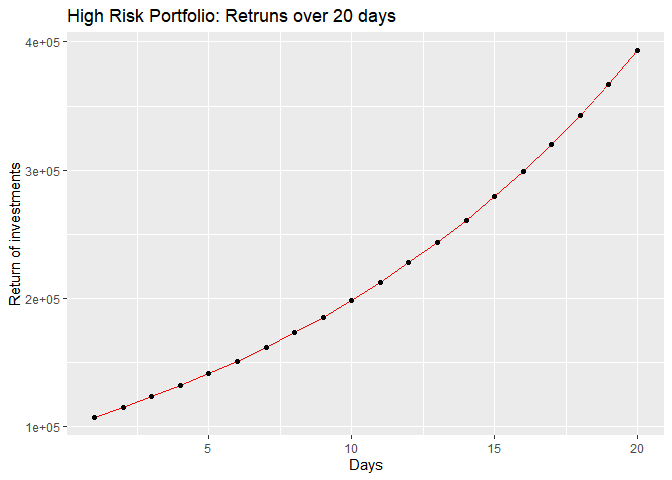 High Risk Portfolio: Retruns over 20 days
4e+05
3e+05
2e+05
1e+05
Return of investments
5 10 15 20
Days